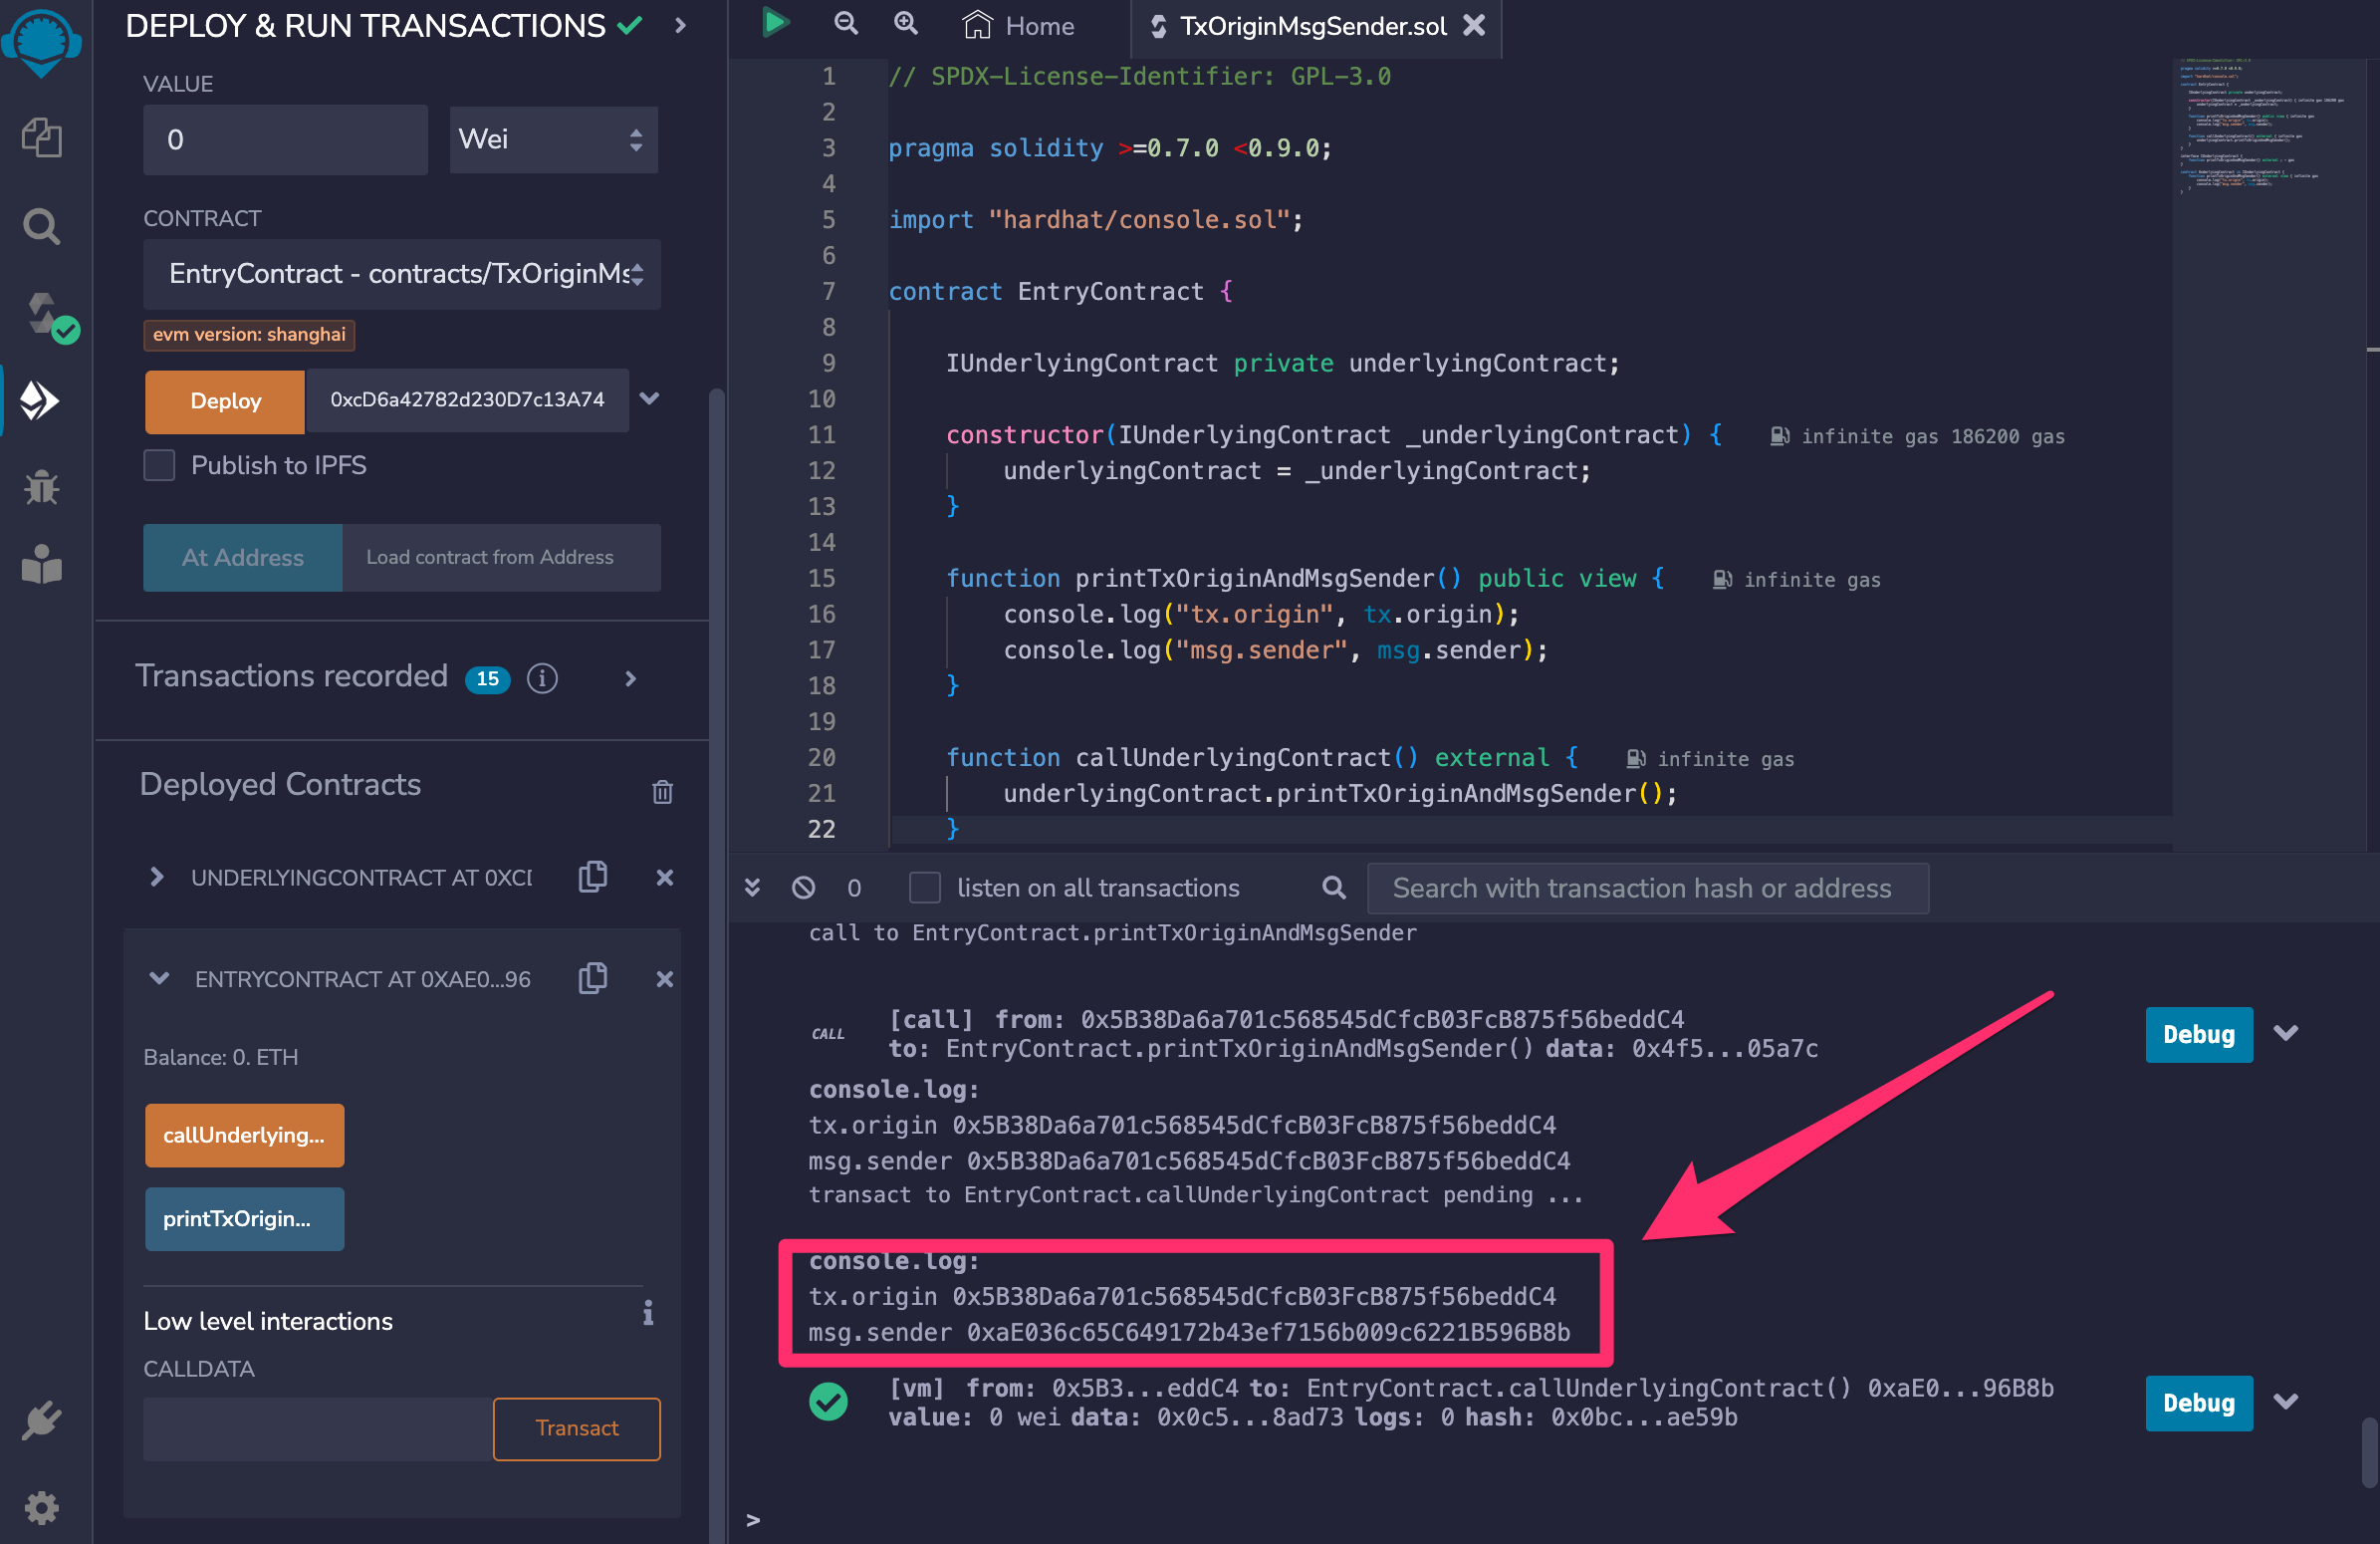 DEPLOY & RUN TRANSACTIONS
VALUE
0
Wei
CONTRACT
EntryContract - contracts/TxOriginMs
evm version: shanghai
Deploy
0xcD6a42782d230D7c13A74
Publish to IPFS
At Address
Load contract from Address
Transactions recorded 15 i
Deployed Contracts
UNDERLYINGCONTRACT AT 0XCD
ENTRYCONTRACT AT 0XAE0...96
Balance: 0. ETH
callUnderlying...
printTxOrigin...
Low level interactions
i
CALLDATA
Transact
Home
TxOriginMsgSender.sol
1 // SPDX-License-Identifier: GPL-3.0
2
3 pragma solidity >=0.7.0 <0.9.0;
4
5 import "hardhat/console.sol";
6
7 contract EntryContract {
8
9 IUnderlyingContract private underlyingContract;
10
11 constructor(IUnderlyingContract _underlyingContract) { infinite gas 186200 gas
12 underlyingContract = _underlyingContract;
13 }
14
15 function printTxOriginAndMsgSender() public view { infinite gas
16 console.log("tx.origin", tx.origin);
17 console.log("msg.sender", msg.sender);
18 }
19
20 function callUnderlyingContract() external { infinite gas
21 underlyingContract.printTxOriginAndMsgSender();
22 }
0
listen on all transactions
Search with transaction hash or address
call to EntryContract.printTxOriginAndMsgSender
CALL
[call] from: 0x5B38Da6a701c568545dCfcB03FcB875f56beddC4
to: EntryContract.printTxOriginAndMsgSender() data: 0x4f5...05a7c
Debug
console.log:
tx.origin 0x5B38Da6a701c568545dCfcB03FcB875f56beddC4
msg.sender 0x5B38Da6a701c568545dCfcB03FcB875f56beddC4
transact to EntryContract.callUnderlyingContract pending ...
console.log:
tx.origin 0x5B38Da6a701c568545dCfcB03FcB875f56beddC4
msg.sender 0xaE036c65C649172b43ef7156b009c6221B596B8b
[vm] from: 0x5B3...eddC4 to: EntryContract.callUnderlyingContract() 0xaE0...96B8b
value: 0 wei data: 0x0c5...8ad73 logs: 0 hash: 0x0bc...ae59b
Debug
>